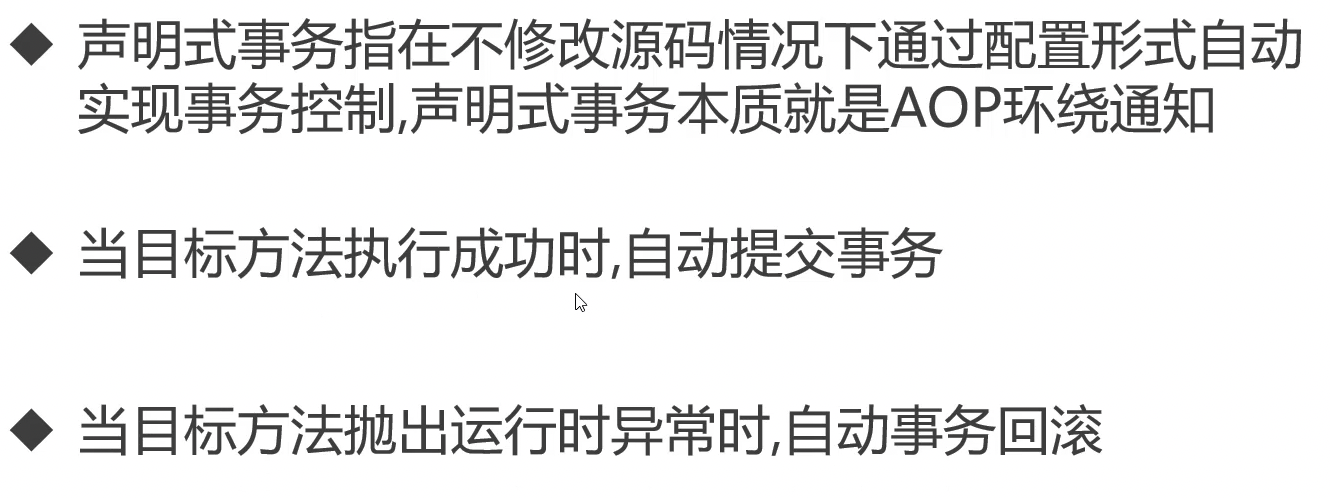 ◆ 声明式事务指在不修改源码情况下通过配置形式自动
实现事务控制,声明式事务本质就是AOP环绕通知
◆ 当目标方法执行成功时,自动提交事务
◆ 当目标方法抛出运行时异常时,自动事务回滚